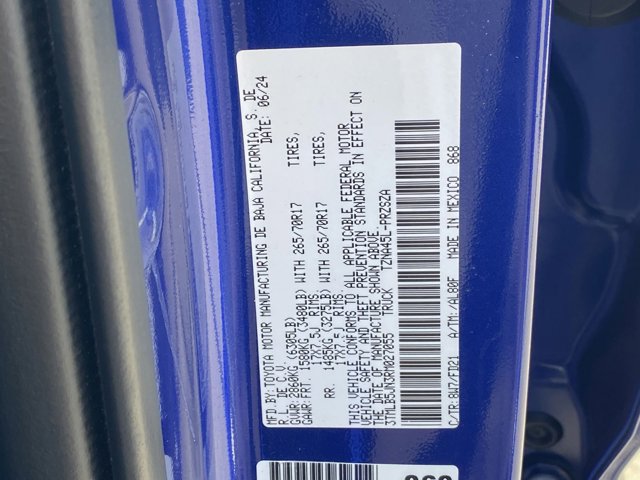 MFD.BY:TOYOTA MOTOR MANUFACTURING DE BAJA CALIFORNIA, S. DE
R.L. DE C.V. DATE: 06/24
GVWR:2860KG (6305LB)
GAWR:FRT. 1580KG (3480LB) WITH 265/70R17 TIRES,
17X7.5J RIMS
RR. 1485KG (3275LB) WITH 265/70R17 TIRES,
17X7.5J RIMS
THIS VEHICLE CONFORMS TO ALL APPLICABLE FEDERAL MOTOR
VEHICLE SAFETY AND THEFT PREVENTION STANDARDS IN EFFECT ON
THE DATE OF MANUFACTURE SHOWN ABOVE.
3TMLB5JN3RM027055 TRUCK TZNA45L-PRZSZA
C/TR:8W7/FD21 A/TM:/AL80F MADE IN MEXICO 868